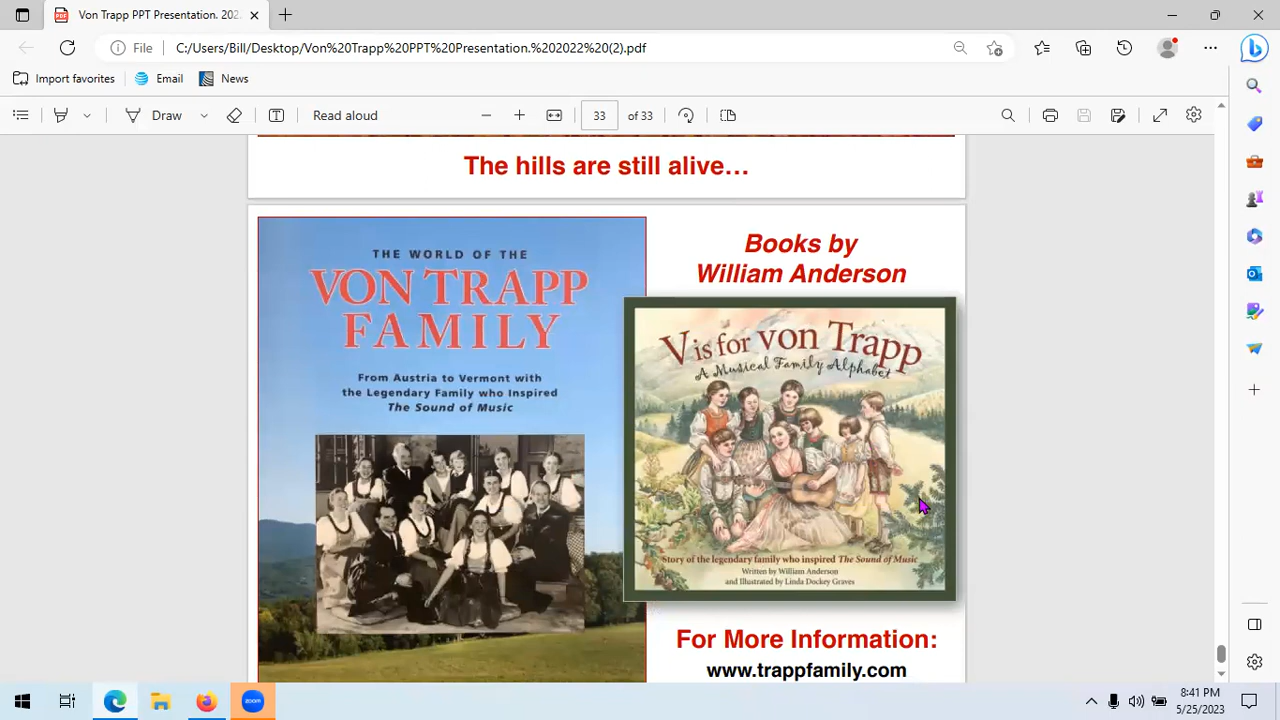 Von Trapp PPT Presentation. 202
File
C:/Users/Bill/Desktop/Von%20Trapp%20PPT%20Presentation.%202022%20(2).pdf
Import favorites
Email
News
Draw
Read aloud
33
of 33
The hills are still alive…
THE WORLD OF THE
VON TRAPP
FAMILY
From Austria to Vermont with
the Legendary Family who Inspired
The Sound of Music
Books by
William Anderson
V is for von Trapp
A Musical Family Alphabet
Story of the legendary family who inspired The Sound of Music
Written by William Anderson
and Illustrated by Linda Dockey Graves
For More Information:
www.trappfamily.com
zoom
8:41 PM
5/25/2023